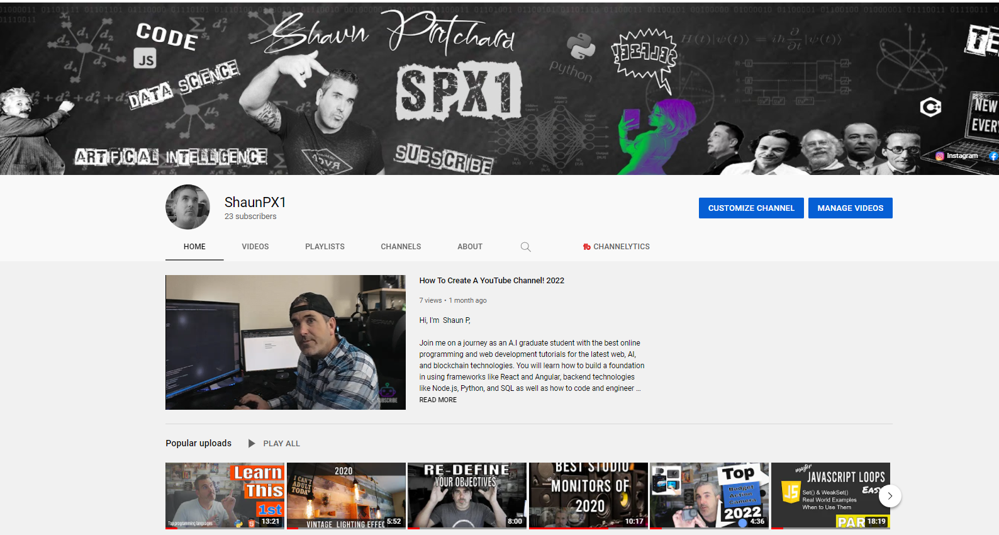 CODE
JS
DATA SCIENCE
ARTIFICAL INTELLIGENCE
Shawn Pritchard
SPX1
SUBSCRIBE
python
H(t)|ψ(t)⟩ = iħ ∂/∂t |ψ(t)⟩
C++
TE
NEW
EVER
Instagram
ShaunPX1
23 subscribers
CUSTOMIZE CHANNEL
MANAGE VIDEOS
HOME
VIDEOS
PLAYLISTS
CHANNELS
ABOUT
CHANNELYTICS
How To Create A YouTube Channel! 2022
7 views • 1 month ago
Hi, I'm Shaun P,
Join me on a journey as an A.I graduate student with the best online
programming and web development tutorials for the latest web, AI,
and blockchain technologies. You will learn how to build a foundation
in using frameworks like React and Angular, backend technologies
like Node.js, Python, and SQL as well as how to code and engineer ...
READ MORE
SUBSCRIBE
Popular uploads
PLAY ALL
Learn
This
1st
Top programming languages
13:21
2020
I CAN'T
ADULT
TODAY
VINTAGE LIGHTING EFFEC
5:52
RE-DEFINE
YOUR OBJECTIVES
8:00
BEST STUDIO
MONITORS OF
2020
10:17
Top
Budget
Action
Camera
2022
4:36
master
JAVASCRIPT LOOPS
EASY
JS
Set() & WeakSet()
Real World Examples
When to Use Them
PAR
18:19